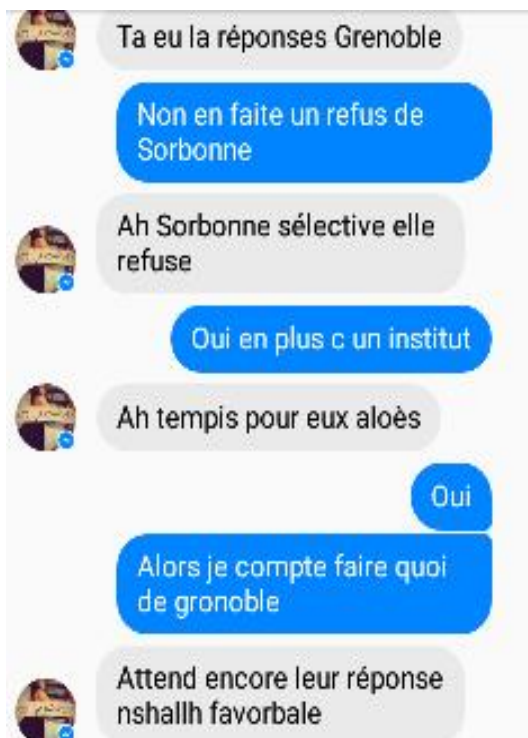 Ta eu la réponses Grenoble
Non en faite un refus de
Sorbonne
Ah Sorbonne sélective elle
refuse
Oui en plus c un institut
Ah tempis pour eux aloès
Oui
Alors je compte faire quoi
de gronoble
Attend encore leur réponse
nshallh favorbale